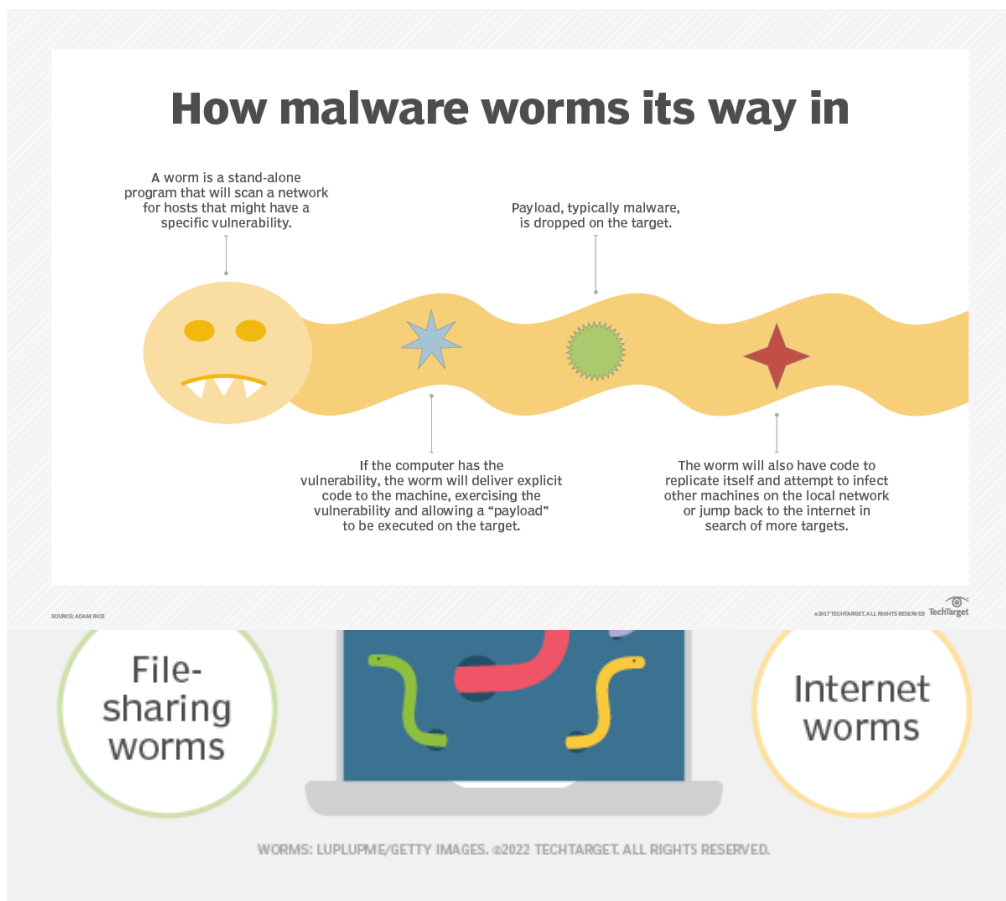 How malware worms its way in
A worm is a stand-alone
program that will scan a network
for hosts that might have a
specific vulnerability.
Payload, typically malware,
is dropped on the target.
If the computer has the
vulnerability, the worm will deliver explicit
code to the machine, exercising the
vulnerability and allowing a “payload”
to be executed on the target.
The worm will also have code to
replicate itself and attempt to infect
other machines on the local network
or jump back to the internet in
search of more targets.
SOURCE: ADAM RICE
©2017 TECHTARGET. ALL RIGHTS RESERVED TechTarget
File-
sharing
worms
Internet
worms
WORMS: LUPLUPME/GETTY IMAGES. ©2022 TECHTARGET. ALL RIGHTS RESERVED.